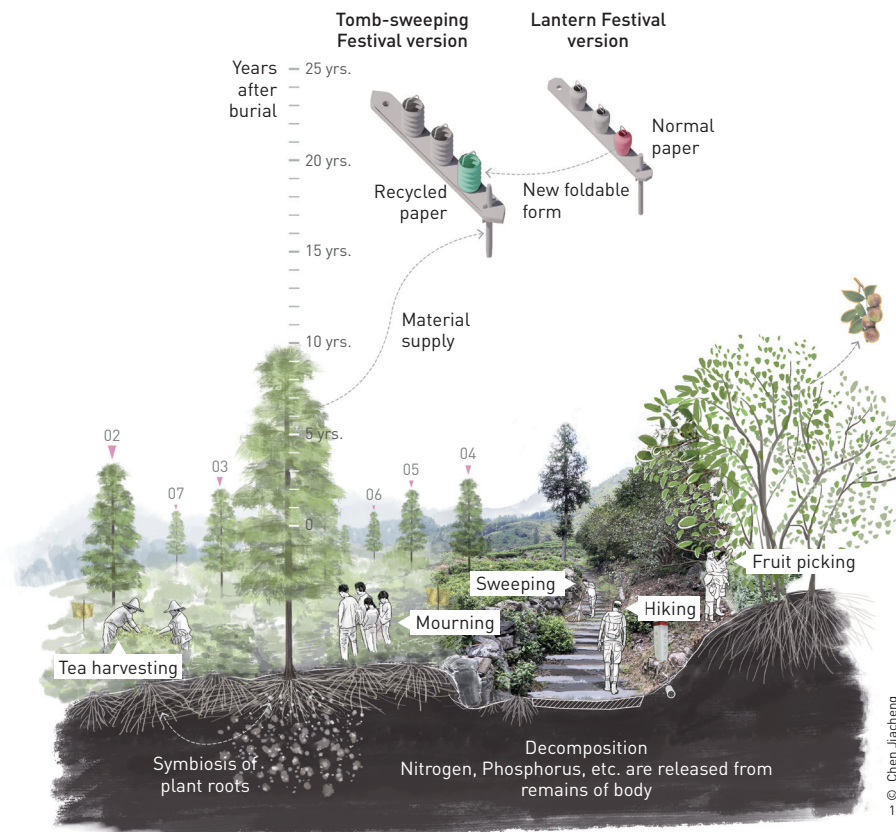 Tomb-sweeping
Festival version
Lantern Festival
version
Years
after
burial
25 yrs.
20 yrs.
15 yrs.
10 yrs.
5 yrs.
0
Normal
paper
Recycled
paper
New foldable
form
Material
supply
02
07
03
06
05
04
Fruit picking
Sweeping
Hiking
Mourning
Tea harvesting
Symbiosis of
plant roots
Decomposition
Nitrogen, Phosphorus, etc. are released from
remains of body
© Chen Jiacheng
1